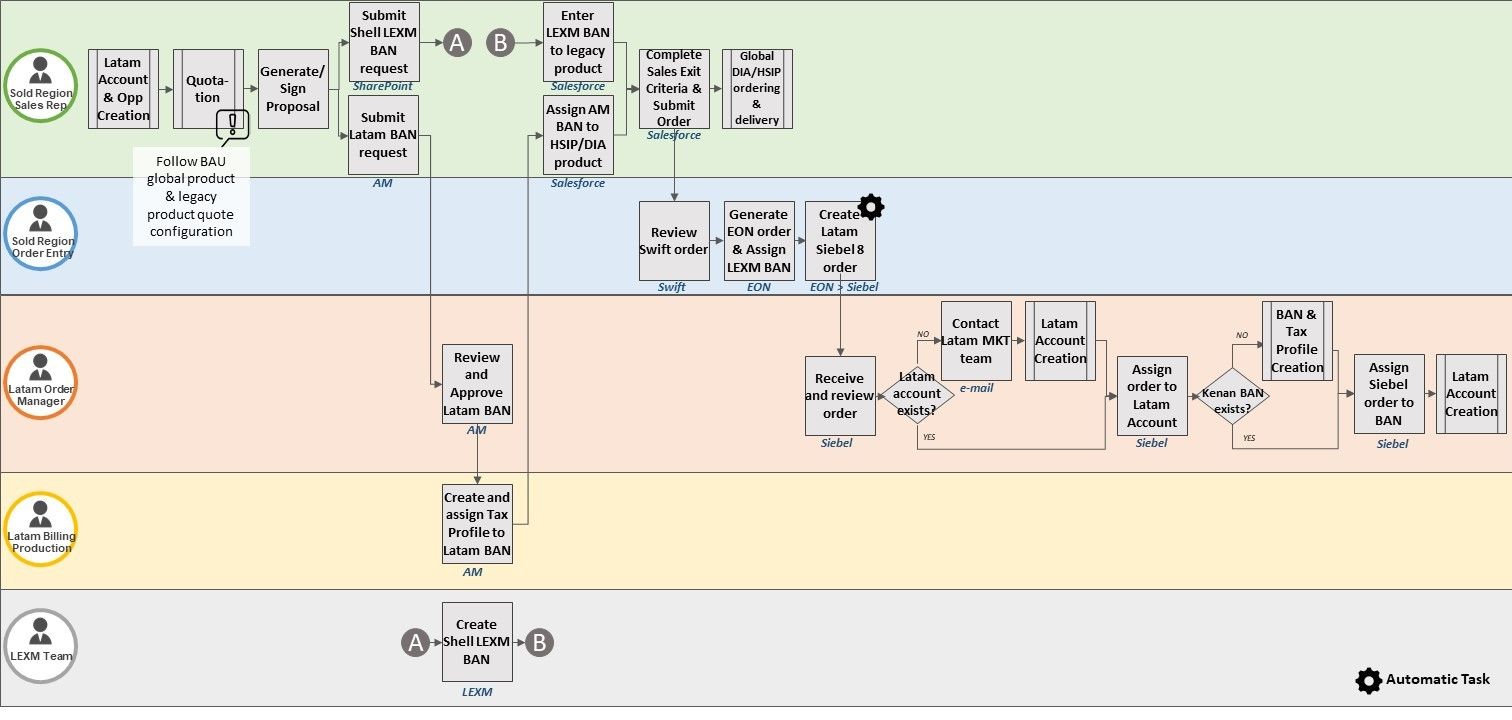 Sold Region
Sales Rep
Latam
Account
& Opp
Creation
Quota-
tion
Generate/
Sign
Proposal
Submit
Shell LEXM
BAN
request
SharePoint
A
B
Enter
LEXM BAN
to legacy
product
Salesforce
Complete
Sales Exit
Criteria &
Submit
Order
Salesforce
Global
DIA/HSIP
ordering
&
delivery
Submit
Latam BAN
request
AM
Assign AM
BAN to
HSIP/DIA
product
Salesforce
Follow BAU
global product
& legacy
product quote
configuration
Sold Region
Order Entry
Review
Swift order
Swift
Generate
EON order
& Assign
LEXM BAN
EON
Create
Latam
Siebel 8
order
EON > Siebel
Latam Order
Manager
Review
and
Approve
Latam BAN
AM
Receive
and review
order
Siebel
Latam
account
exists?
NO
YES
Contact
Latam MKT
team
e-mail
Latam
Account
Creation
Assign
order to
Latam
Account
Siebel
Kenan BAN
exists?
NO
YES
BAN &
Tax
Profile
Creation
Assign
Siebel
order to
BAN
Siebel
Latam
Account
Creation
Latam Billing
Production
Create and
assign Tax
Profile to
Latam BAN
AM
LEXM Team
A
Create
Shell LEXM
BAN
LEXM
B
Automatic Task